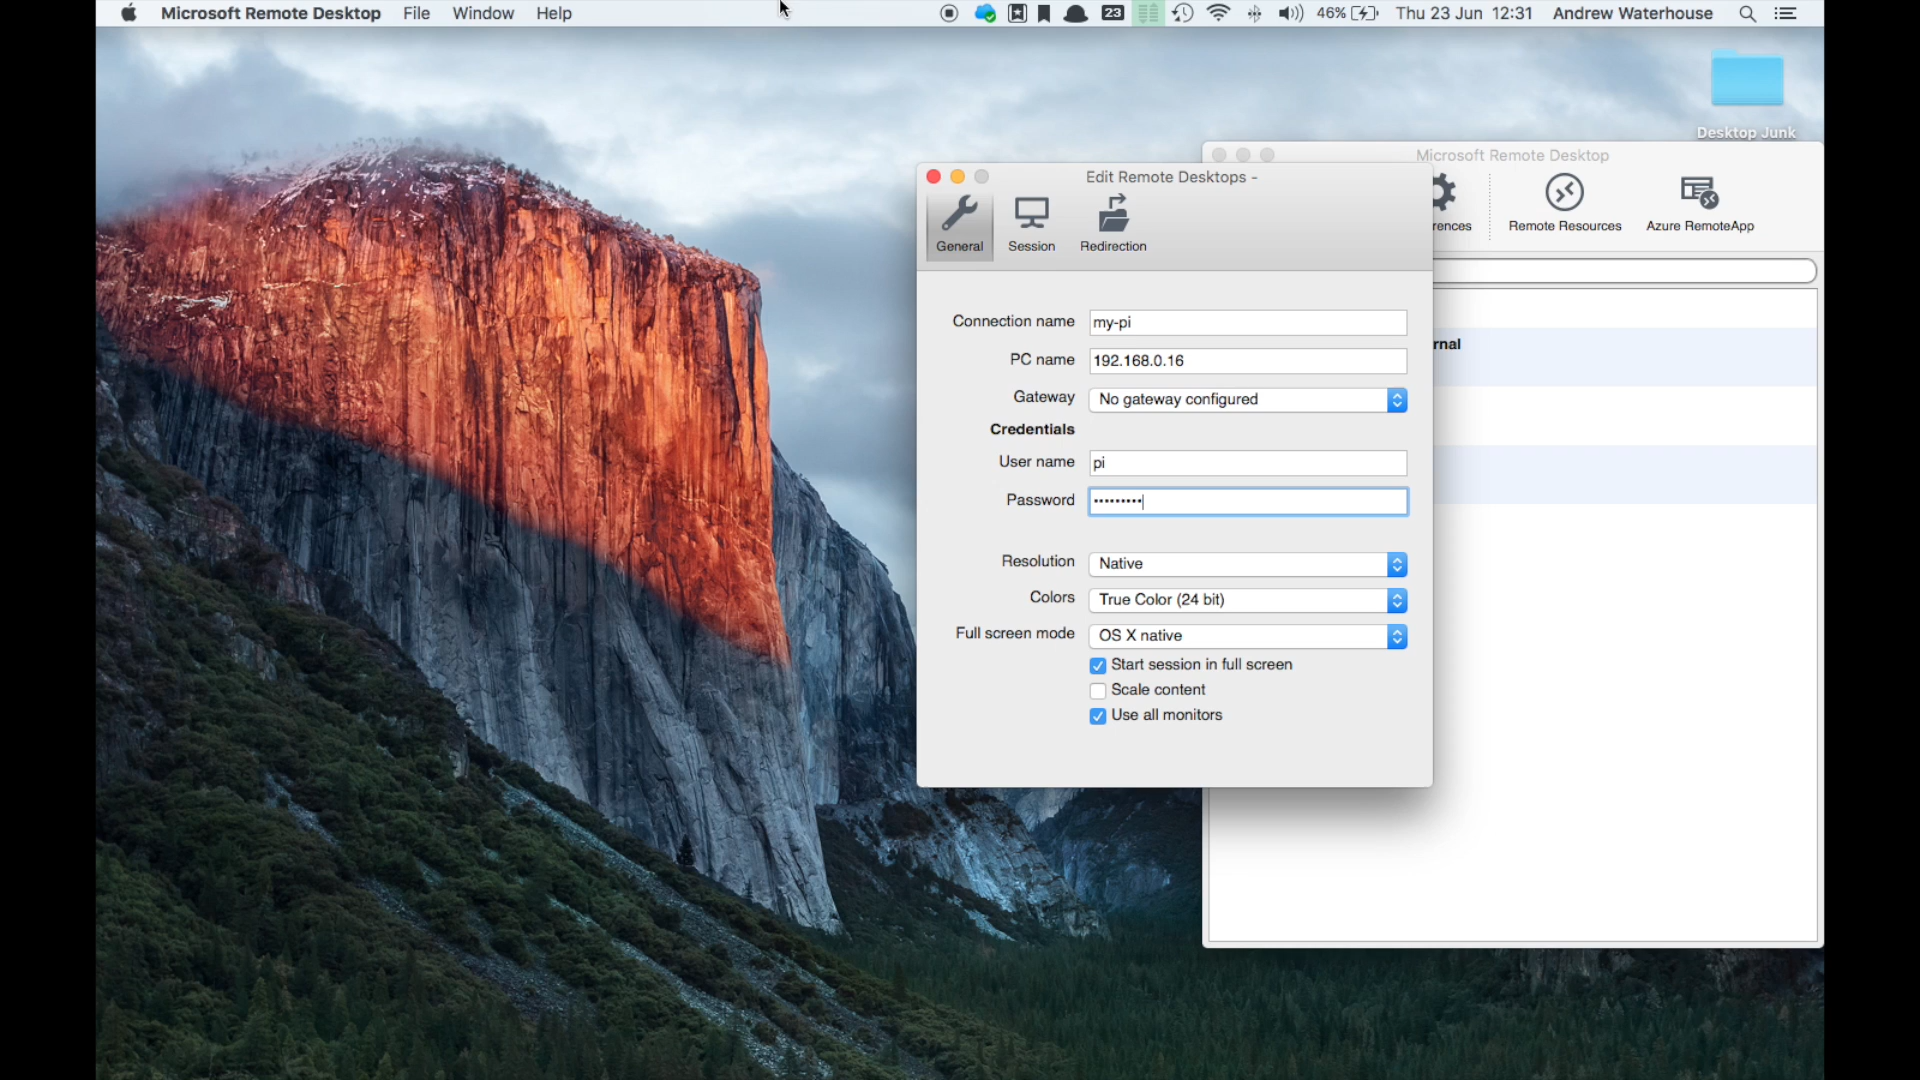 Microsoft Remote Desktop File Window Help 23 46% Thu 23 Jun 12:31 Andrew Waterhouse
Desktop Junk
Microsoft Remote Desktop
Edit Remote Desktops -
rences Remote Resources Azure RemoteApp
General Session Redirection
Connection name my-pi
rnal
PC name 192.168.0.16
Gateway No gateway configured
Credentials
User name pi
Password •••••••••
Resolution Native
Colors True Color (24 bit)
Full screen mode OS X native
Start session in full screen
Scale content
Use all monitors